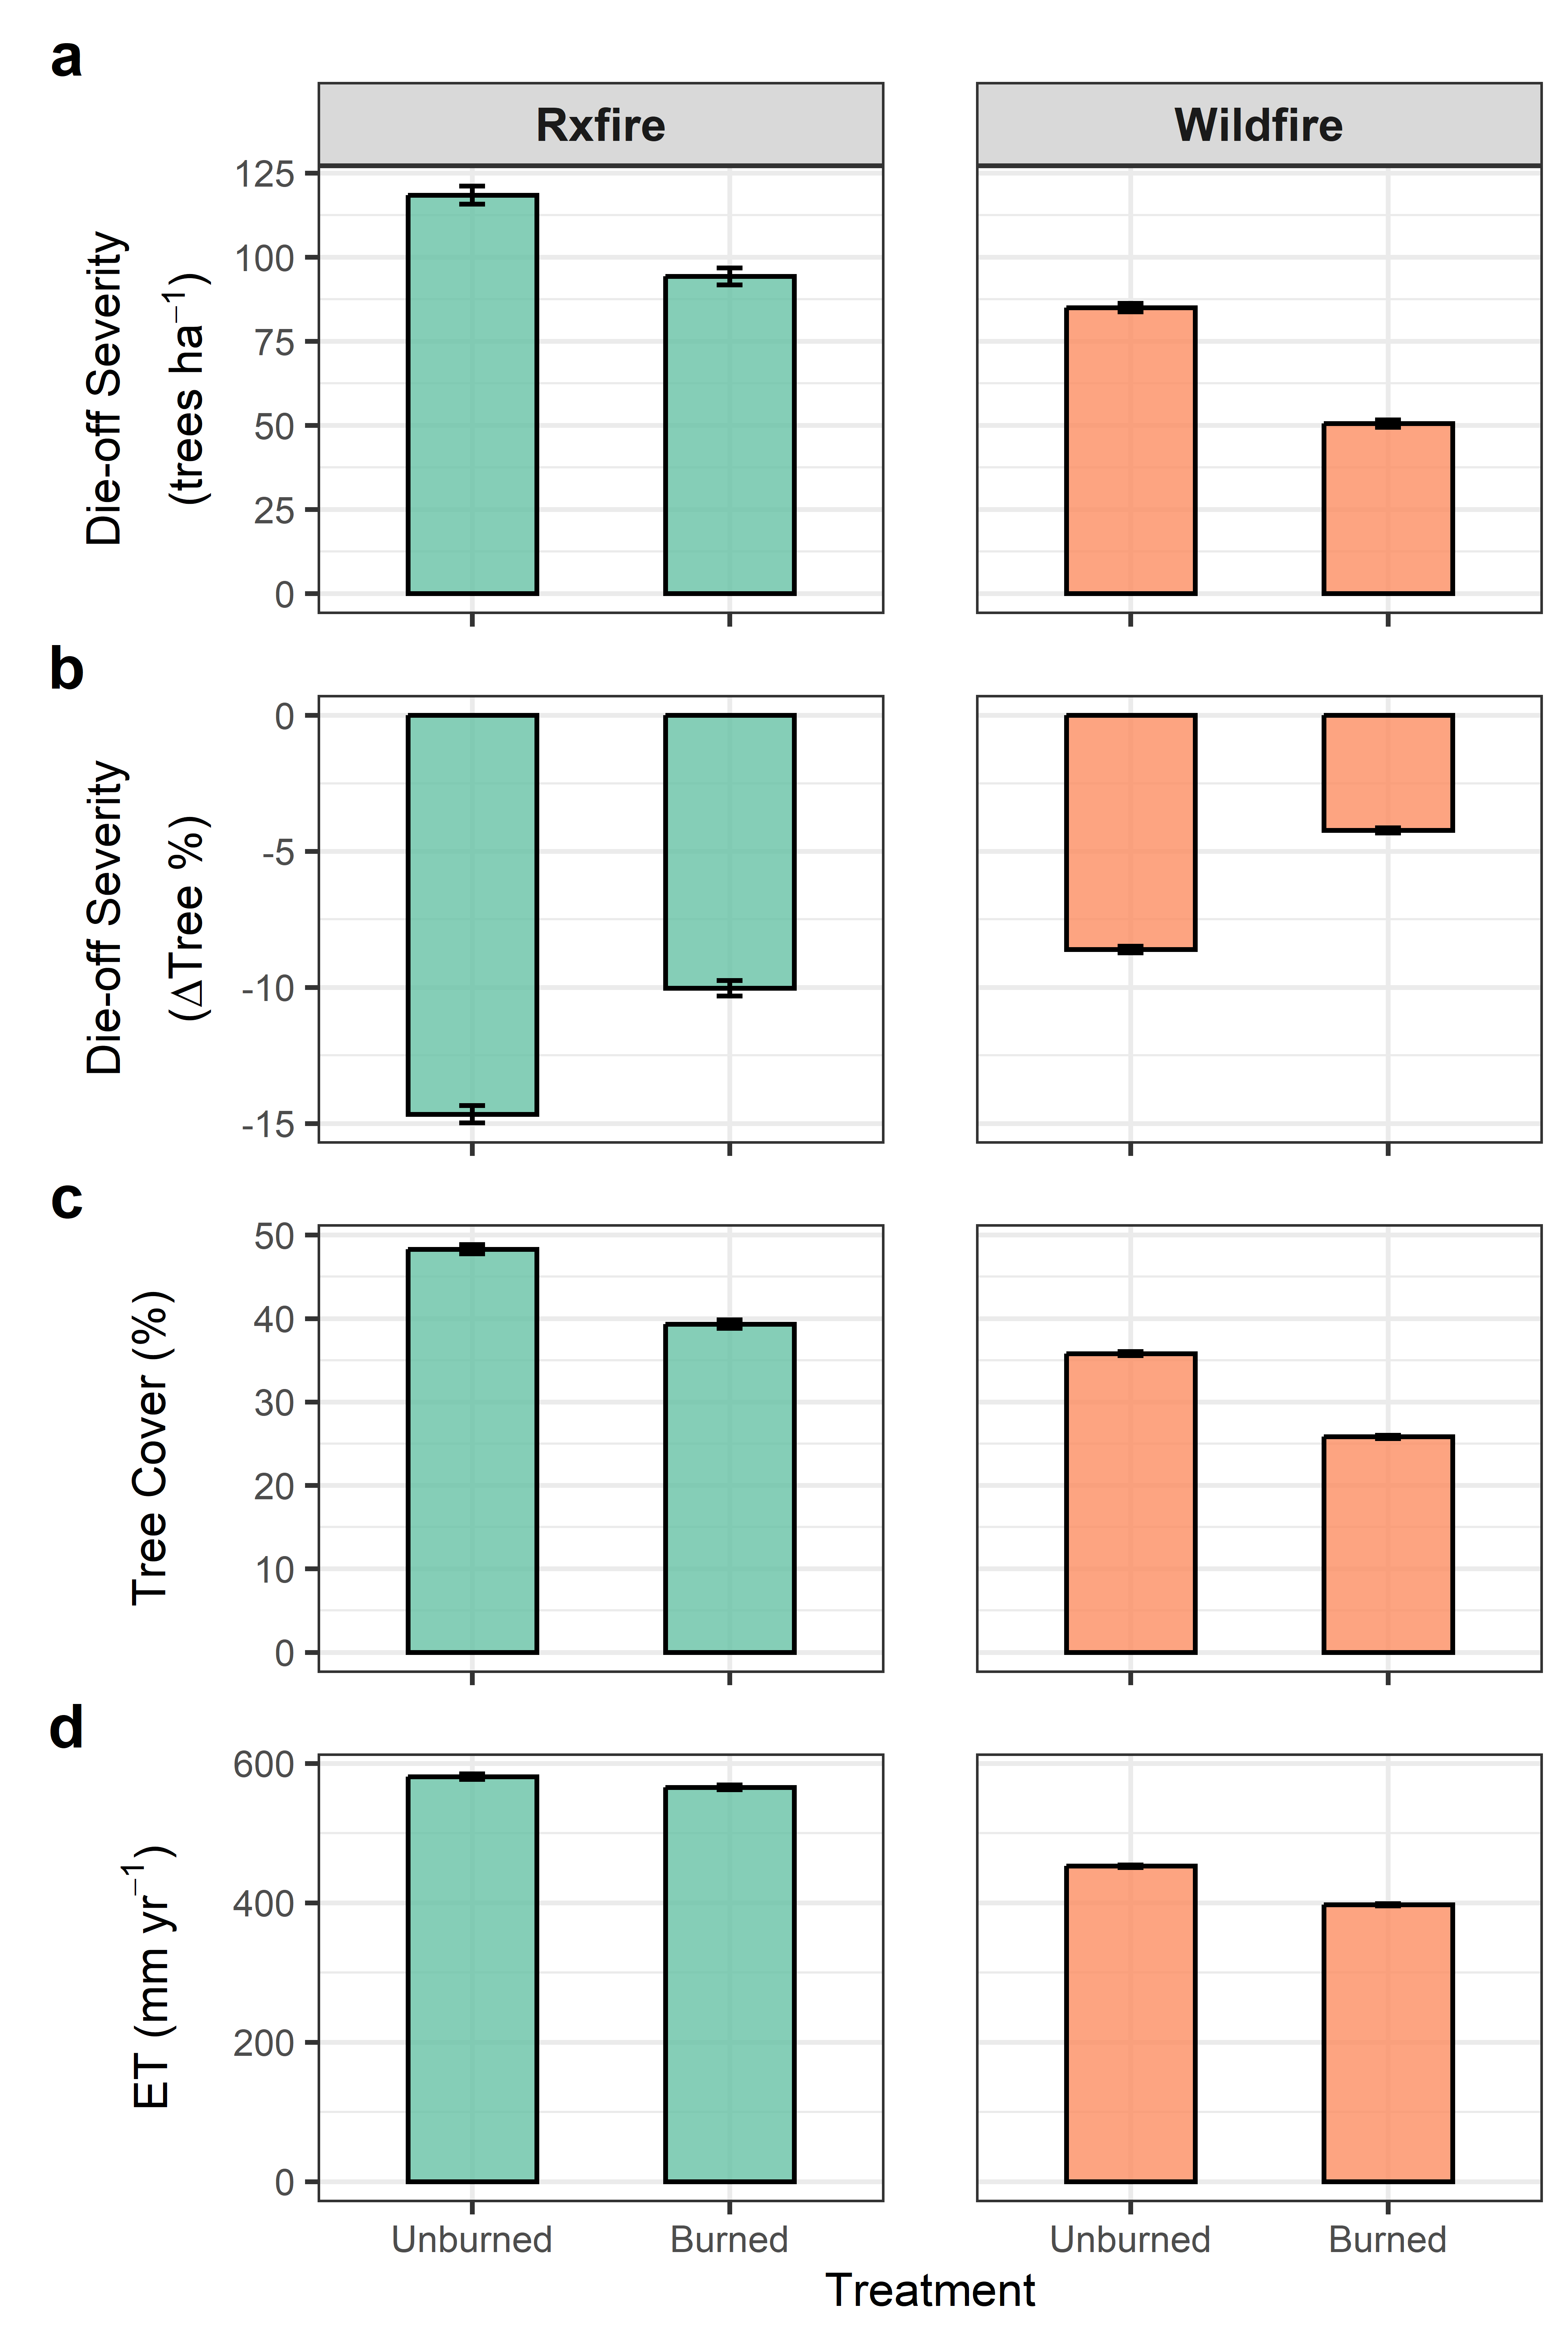 a
Rxfire
Wildfire
Die-off Severity
(trees ha⁻¹)
125
100
75
50
25
0
b
Die-off Severity
(ΔTree %)
0
-5
-10
-15
c
Tree Cover (%)
50
40
30
20
10
0
d
ET (mm yr⁻¹)
600
400
200
0
Unburned
Burned
Unburned
Burned
Treatment